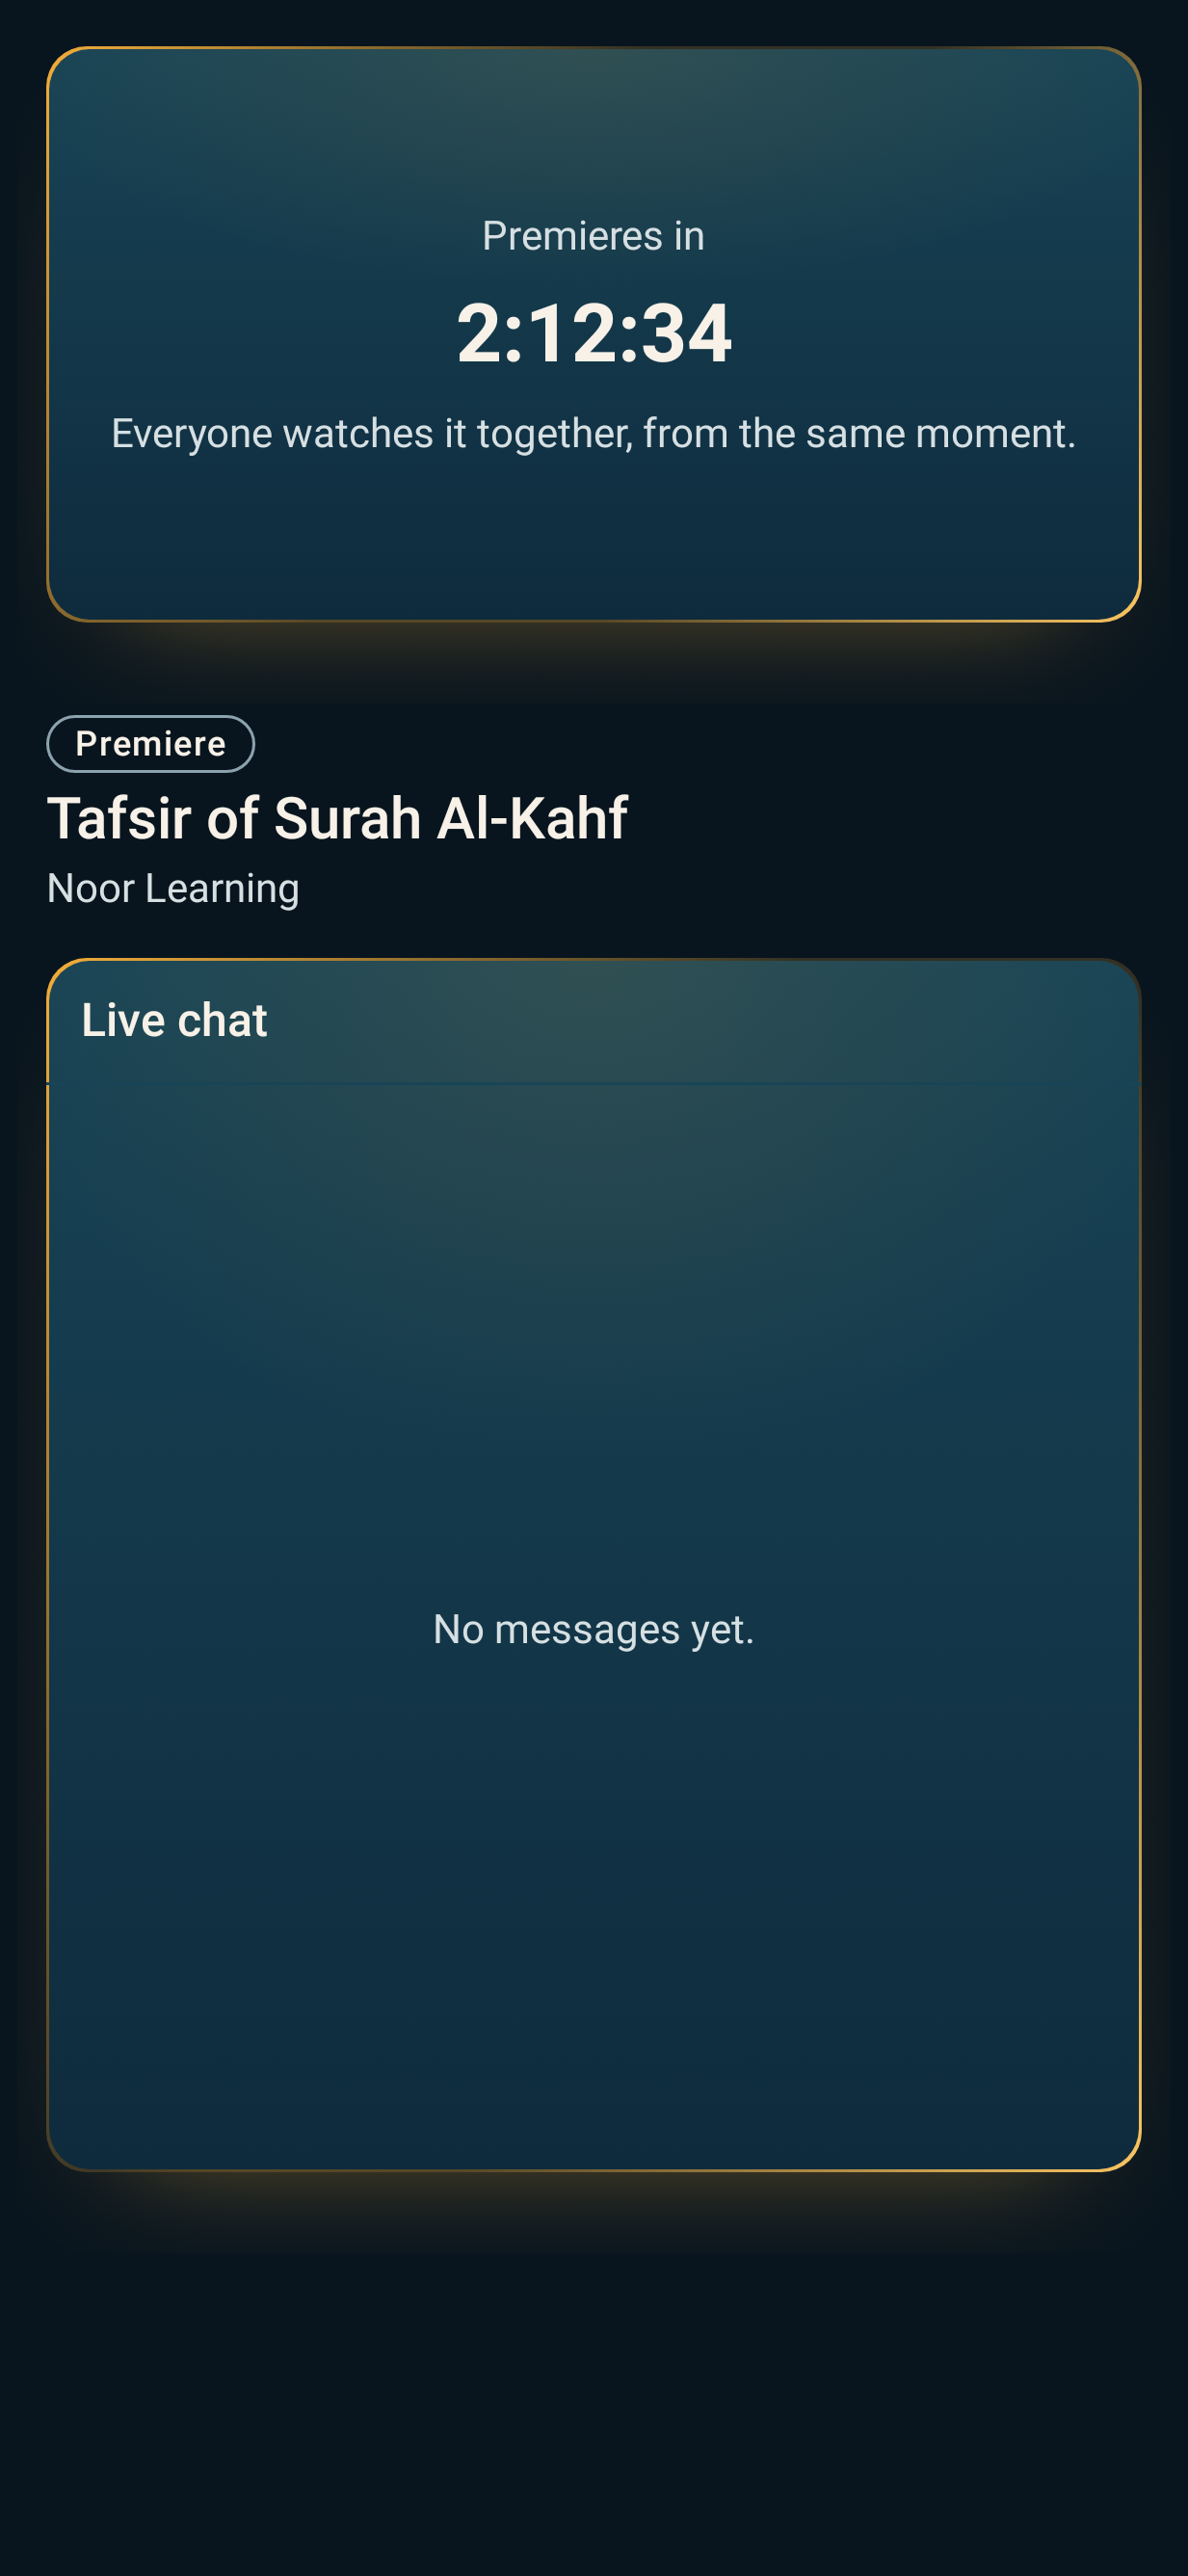 Premieres in
2:12:34
Everyone watches it together, from the same moment.
Premiere
Tafsir of Surah Al-Kahf
Noor Learning
Live chat
No messages yet.